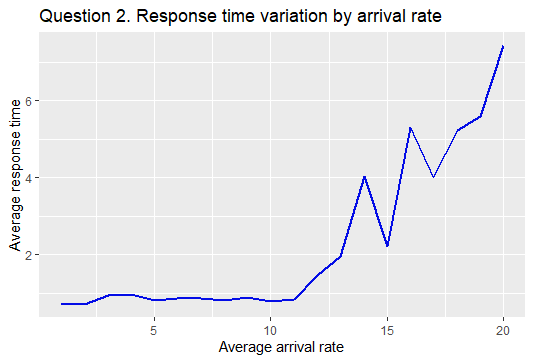 Question 2. Response time variation by arrival rate
Average response time
6
4
2
5
10
15
20
Average arrival rate